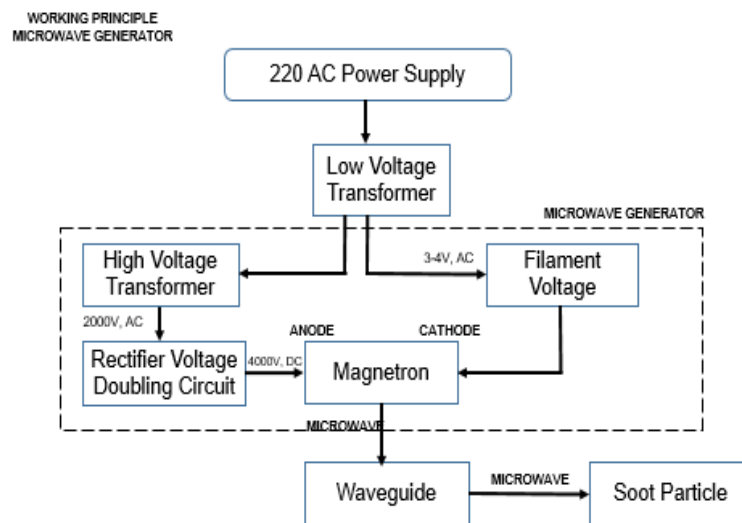 WORKING PRINCIPLE
MICROWAVE GENERATOR
220 AC Power Supply
Low Voltage
Transformer
MICROWAVE GENERATOR
High Voltage
Transformer
3-4V, AC
Filament
Voltage
2000V, AC
ANODE
CATHODE
Rectifier Voltage
Doubling Circuit
4000V, DC
Magnetron
MICROWAVE
Waveguide
MICROWAVE
Soot Particle